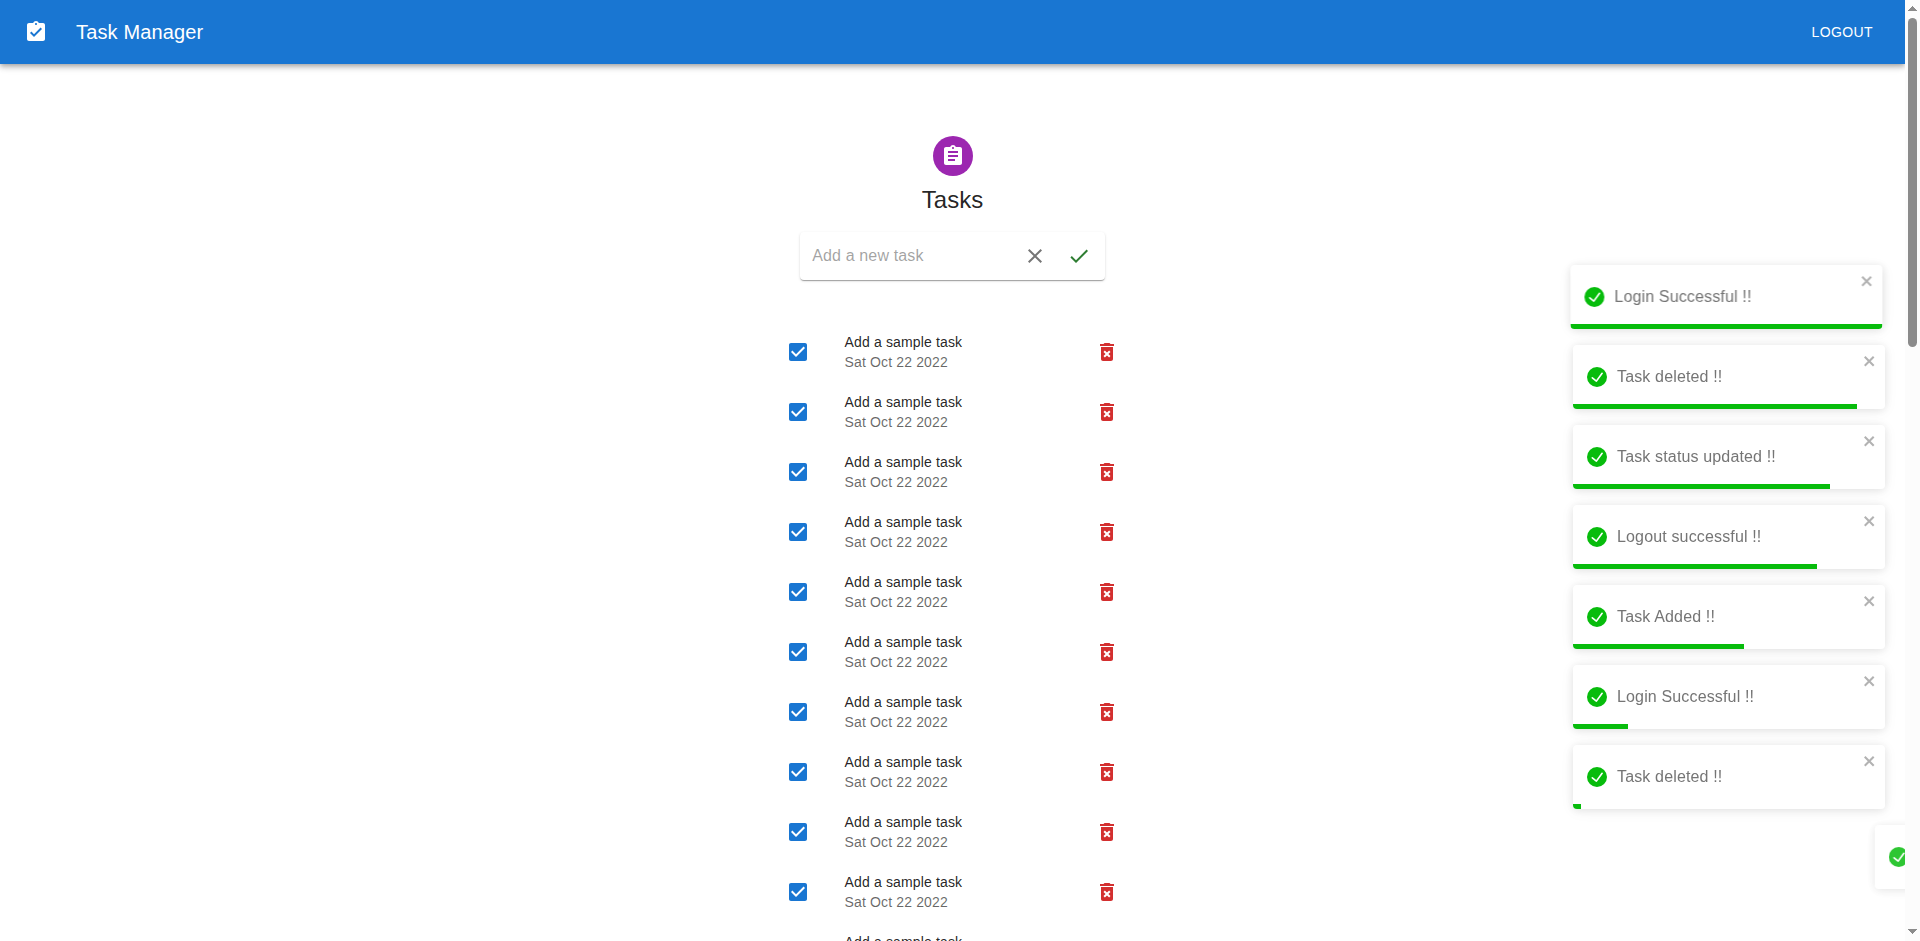 Task Manager
LOGOUT
Tasks
Add a new task
Add a sample task
Sat Oct 22 2022
Add a sample task
Sat Oct 22 2022
Add a sample task
Sat Oct 22 2022
Add a sample task
Sat Oct 22 2022
Add a sample task
Sat Oct 22 2022
Add a sample task
Sat Oct 22 2022
Add a sample task
Sat Oct 22 2022
Add a sample task
Sat Oct 22 2022
Add a sample task
Sat Oct 22 2022
Add a sample task
Sat Oct 22 2022
Add a sample task
Login Successful !!
Task deleted !!
Task status updated !!
Logout successful !!
Task Added !!
Login Successful !!
Task deleted !!